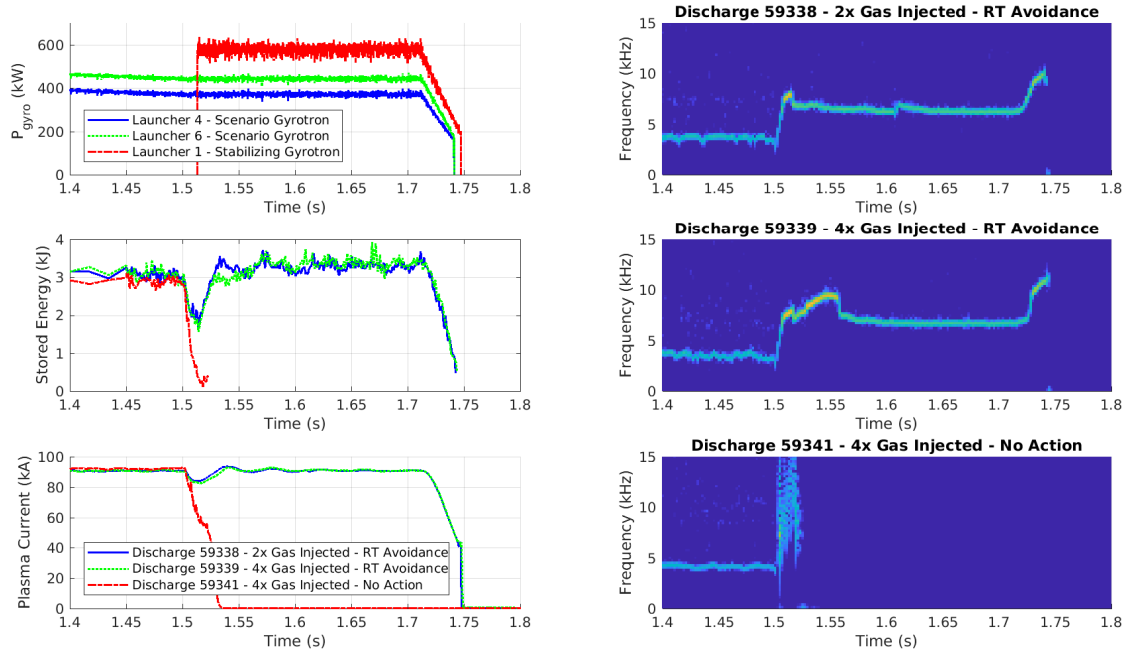 600
400
200
0
P_gyro (kW)
Launcher 4 - Scenario Gyrotron
Launcher 6 - Scenario Gyrotron
Launcher 1 - Stabilizing Gyrotron
1.4 1.45 1.5 1.55 1.6 1.65 1.7 1.75 1.8
Time (s)
4
3
2
1
0
Stored Energy (kJ)
1.4 1.45 1.5 1.55 1.6 1.65 1.7 1.75 1.8
Time (s)
100
80
60
40
20
0
Plasma Current (kA)
Discharge 59338 - 2x Gas Injected - RT Avoidance
Discharge 59339 - 4x Gas Injected - RT Avoidance
Discharge 59341 - 4x Gas Injected - No Action
1.4 1.45 1.5 1.55 1.6 1.65 1.7 1.75 1.8
Time (s)
Discharge 59338 - 2x Gas Injected - RT Avoidance
15
10
5
0
Frequency (kHz)
1.4 1.45 1.5 1.55 1.6 1.65 1.7 1.75 1.8
Time (s)
Discharge 59339 - 4x Gas Injected - RT Avoidance
15
10
5
0
Frequency (kHz)
1.4 1.45 1.5 1.55 1.6 1.65 1.7 1.75 1.8
Time (s)
Discharge 59341 - 4x Gas Injected - No Action
15
10
5
0
Frequency (kHz)
1.4 1.45 1.5 1.55 1.6 1.65 1.7 1.75 1.8
Time (s)